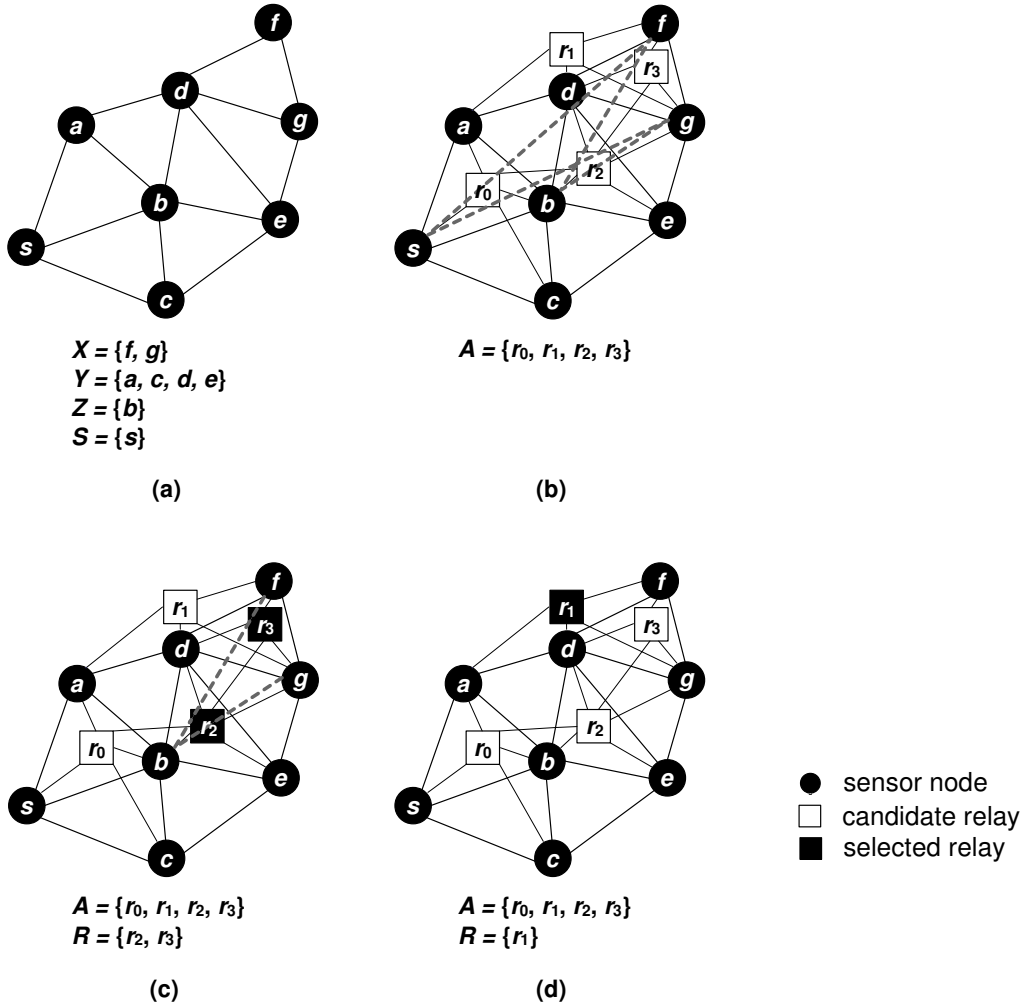 f
d
a
g
b
e
s
c
X = {f, g}
Y = {a, c, d, e}
Z = {b}
S = {s}
(a)
f
r1
r3
d
a
g
r2
r0
b
e
s
c
A = {r0, r1, r2, r3}
(b)
f
r1
r3
d
a
g
r2
r0
b
e
s
c
A = {r0, r1, r2, r3}
R = {r2, r3}
(c)
f
r1
r3
d
a
g
r2
r0
b
e
s
c
A = {r0, r1, r2, r3}
R = {r1}
(d)
sensor node
candidate relay
selected relay